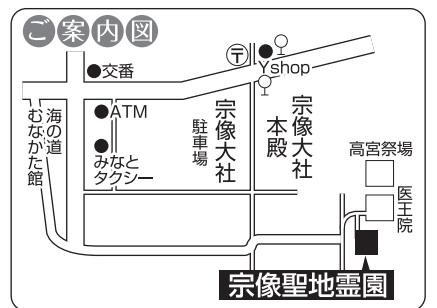 ご案内図
交番
〒
Yshop
ATM
海の道
むなかた館
みなと
タクシー
宗像大社
駐車場
宗像大社
本殿
高宮祭場
医王院
宗像聖地霊園